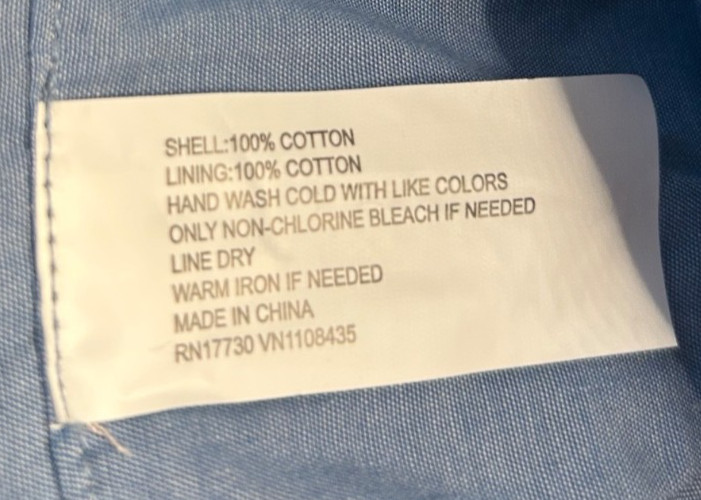 SHELL:100% COTTON
LINING:100% COTTON
HAND WASH COLD WITH LIKE COLORS
ONLY NON-CHLORINE BLEACH IF NEEDED
LINE DRY
WARM IRON IF NEEDED
MADE IN CHINA
RN17730 VN1108435